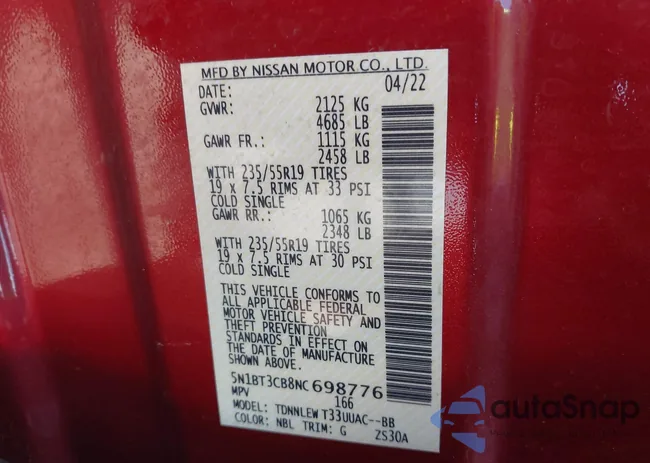 MFD BY NISSAN MOTOR CO., LTD.
DATE: 04/22
GVWR: 2125 KG
4685 LB
GAWR FR.: 1115 KG
2458 LB
WITH 235/55R19 TIRES
19 x 7.5 RIMS AT 33 PSI
COLD SINGLE
GAWR RR.: 1065 KG
2348 LB
WITH 235/55R19 TIRES
19 x 7.5 RIMS AT 30 PSI
COLD SINGLE
THIS VEHICLE CONFORMS TO
ALL APPLICABLE FEDERAL
MOTOR VEHICLE SAFETY AND
THEFT PREVENTION
STANDARDS IN EFFECT ON
THE DATE OF MANUFACTURE
SHOWN ABOVE.
5N1BT3CB8NC698776
MPV 166
MODEL: TDNNLEW T33UUAC--BB
COLOR: NBL TRIM: G ZS30A
autoSnap